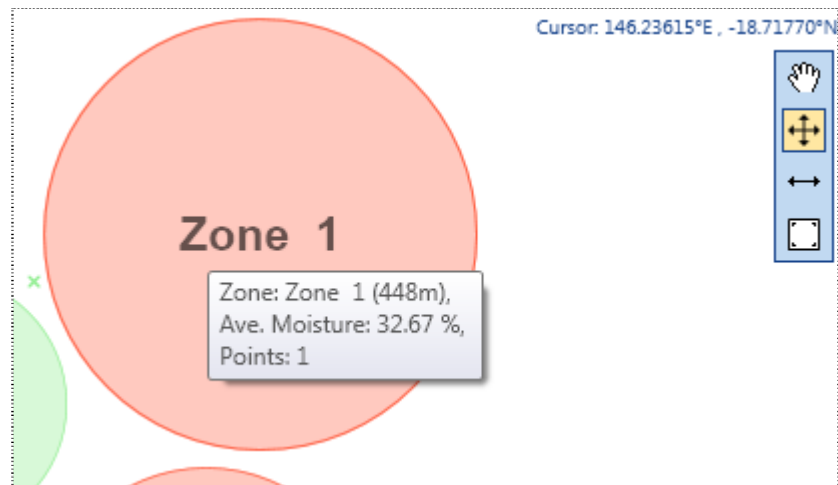 Cursor: 146.23615°E , -18.71770°N
Zone 1
Zone: Zone 1 (448m),
Ave. Moisture: 32.67 %,
Points: 1